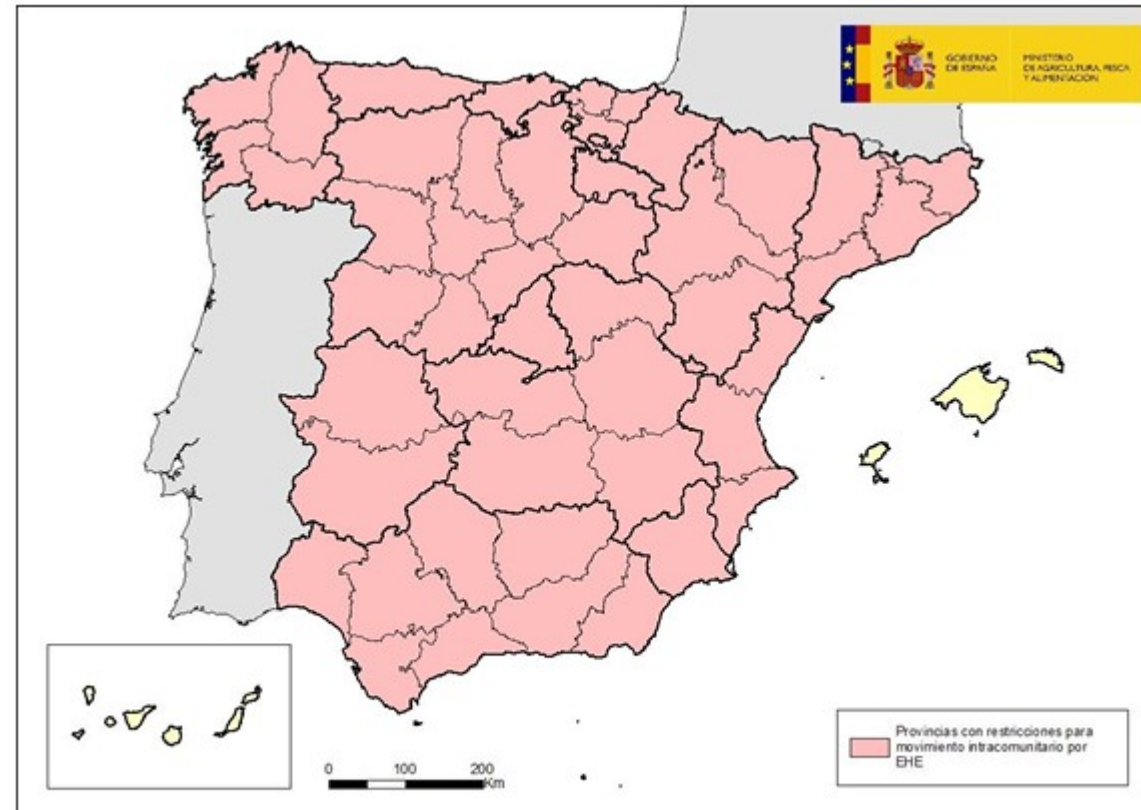 GOBIERNO
DE ESPAÑA
MINISTERIO
DE AGRICULTURA, PESCA
Y ALIMENTACIÓN
0 100 200
Km
Provincias con restricciones para
movimiento intracomunitario por
EHE